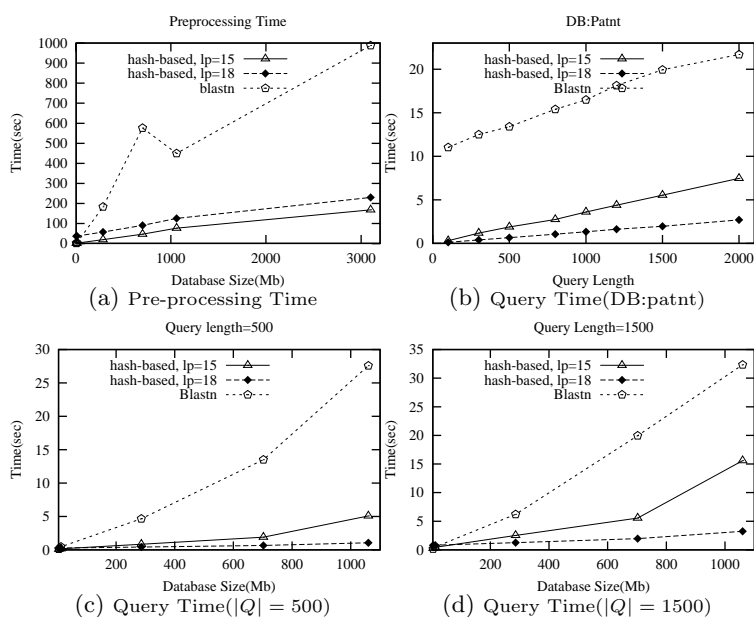 Preprocessing Time
1000
900
800
700
600
500
400
300
200
100
0
Time(sec)
hash-based, lp=15
hash-based, lp=18
blastn
0 1000 2000 3000
Database Size(Mb)
(a) Pre-processing Time
DB:Patnt
20
15
10
5
0
Time(sec)
hash-based, lp=15
hash-based, lp=18
Blastn
0 500 1000 1500 2000
Query Length
(b) Query Time(DB:patnt)
Query length=500
30
25
20
15
10
5
0
Time(sec)
hash-based, lp=15
hash-based, lp=18
Blastn
200 400 600 800 1000
Database Size(Mb)
(c) Query Time(|Q| = 500)
Query Length=1500
35
30
25
20
15
10
5
0
Time(sec)
hash-based, lp=15
hash-based, lp=18
Blastn
0 200 400 600 800 1000
Database Size(Mb)
(d) Query Time(|Q| = 1500)